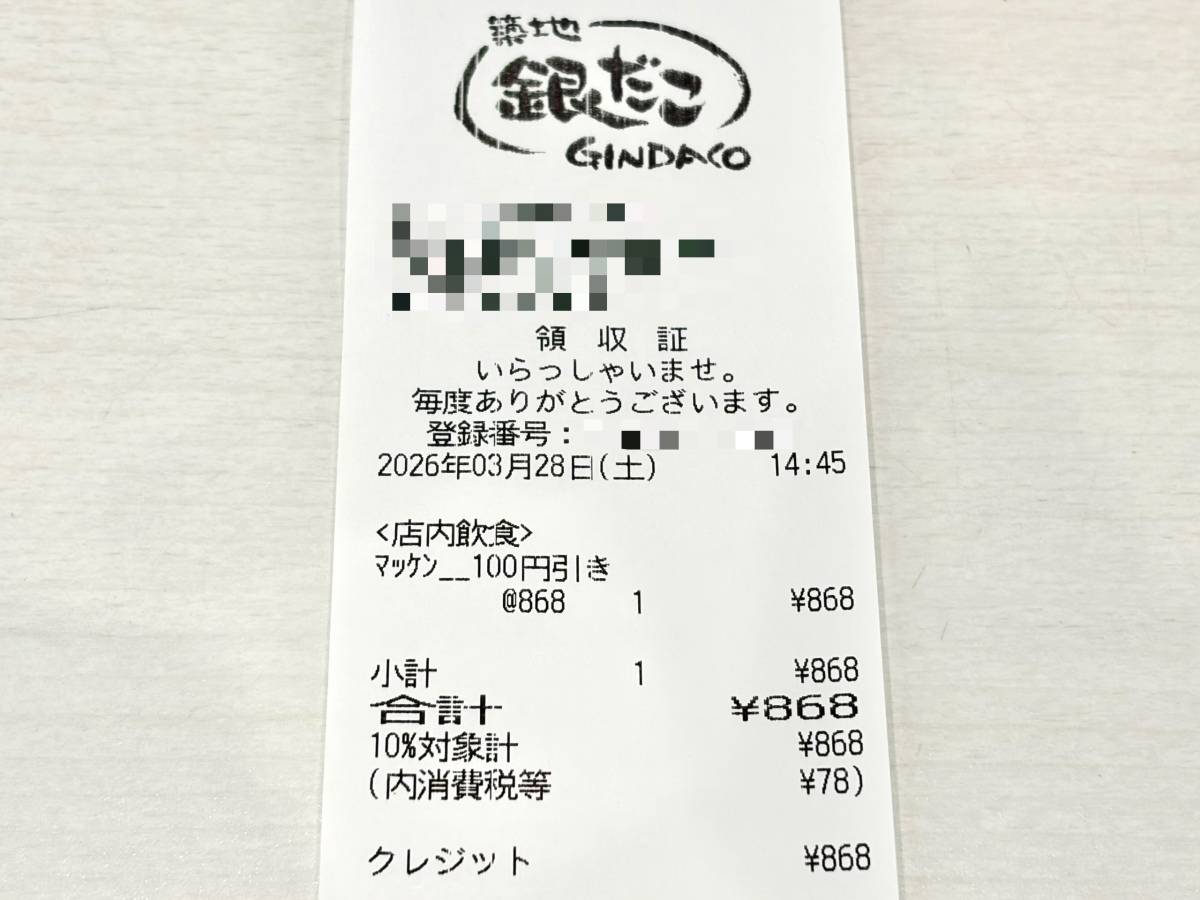 築地
銀だこ
GINDACO
領収証
いらっしゃいませ。
毎度ありがとうございます。
登録番号:
2026年03月28日(土) 14:45
<店内飲食>
ﾏｯｹﾝ__100円引き
@868 1 ¥868
小計 1 ¥868
合計 ¥868
10%対象計 ¥868
(内消費税等 ¥78)
クレジット ¥868